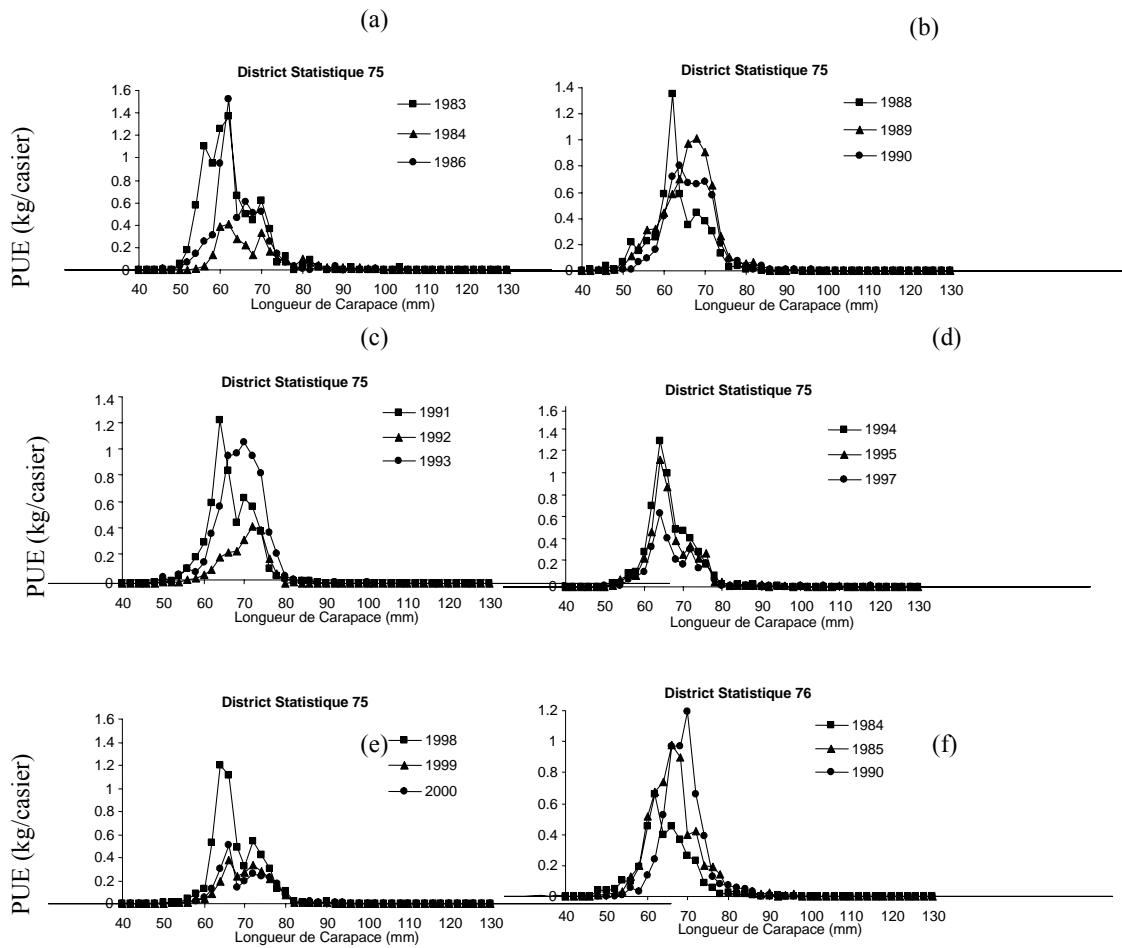 (a)
(b)
District Statistique 75
District Statistique 75
PUE (kg/casier)
1.6
1.4
1.2
1
0.8
0.6
0.4
0.2
0
1983
1984
1986
40 50 60 70 80 90 100 110 120 130
Longueur de Carapace (mm)
1.4
1.2
1
0.8
0.6
0.4
0.2
0
1988
1989
1990
40 50 60 70 80 90 100 110 120 130
Longueur de Carapace (mm)
(c)
(d)
District Statistique 75
District Statistique 75
PUE (kg/casier)
1.4
1.2
1
0.8
0.6
0.4
0.2
0
1991
1992
1993
40 50 60 70 80 90 100 110 120 130
Longueur de Carapace (mm)
1.6
1.4
1.2
1
0.8
0.6
0.4
0.2
0
1994
1995
1997
40 50 60 70 80 90 100 110 120 130
Longueur de Carapace (mm)
District Statistique 75
District Statistique 76
PUE (kg/casier)
1.6
1.4
1.2
1
0.8
0.6
0.4
0.2
0
(e)
1998
1999
2000
40 50 60 70 80 90 100 110 120 130
Longueur de Carapace (mm)
1.2
1
0.8
0.6
0.4
0.2
0
1984
1985
1990
(f)
40 50 60 70 80 90 100 110 120 130
Longueur de Carapace (mm)